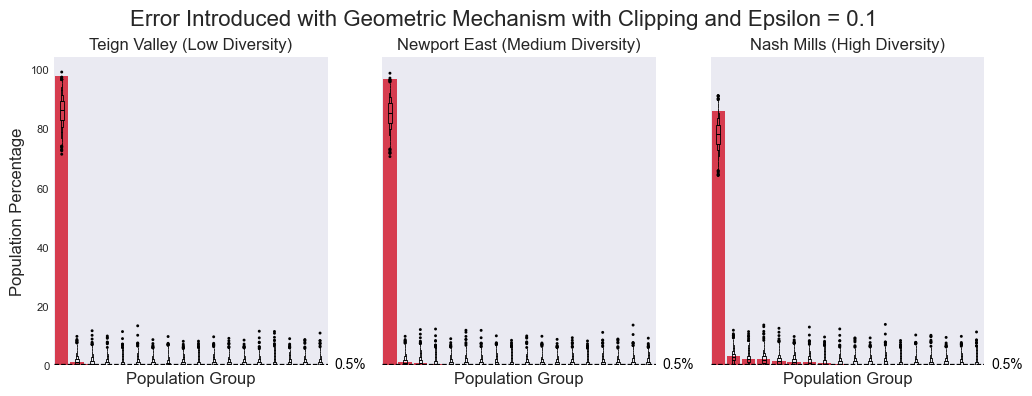 Error Introduced with Geometric Mechanism with Clipping and Epsilon = 0.1
Teign Valley (Low Diversity)
Newport East (Medium Diversity)
Nash Mills (High Diversity)
Population Percentage
100
80
60
40
20
0
0.5%
0.5%
0.5%
Population Group
Population Group
Population Group